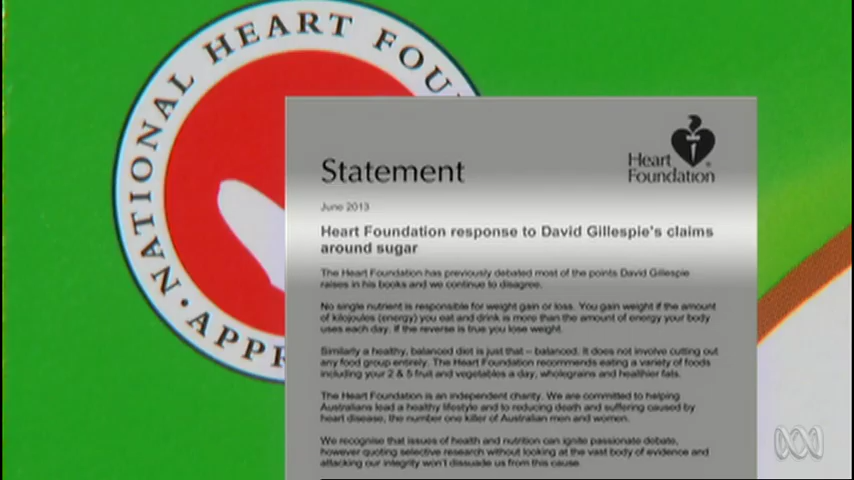 NATIONAL HEART FOU
APP
Heart
Foundation
Statement
June 2013
Heart Foundation response to David Gillespie's claims
around sugar
The Heart Foundation has previously debated most of the points David Gillespie
raises in his books and we continue to disagree.
No single nutrient is responsible for weight gain or loss. You gain weight if the amount
of kilojoules (energy) you eat and drink is more than the amount of energy your body
uses each day. If the reverse is true you lose weight.
Similarly a healthy, balanced diet is just that – balanced. It does not involve cutting out
any food group entirely. The Heart Foundation recommends eating a variety of foods
including your 2 & 5 fruit and vegetables a day, wholegrains and healthier fats.
The Heart Foundation is an independent charity. We are committed to helping
Australians lead a healthy lifestyle and to reducing death and suffering caused by
heart disease, the number one killer of Australian men and women.
We recognise that issues of health and nutrition can ignite passionate debate,
however quoting selective research without looking at the vast body of evidence and
attacking our integrity won't dissuade us from this cause